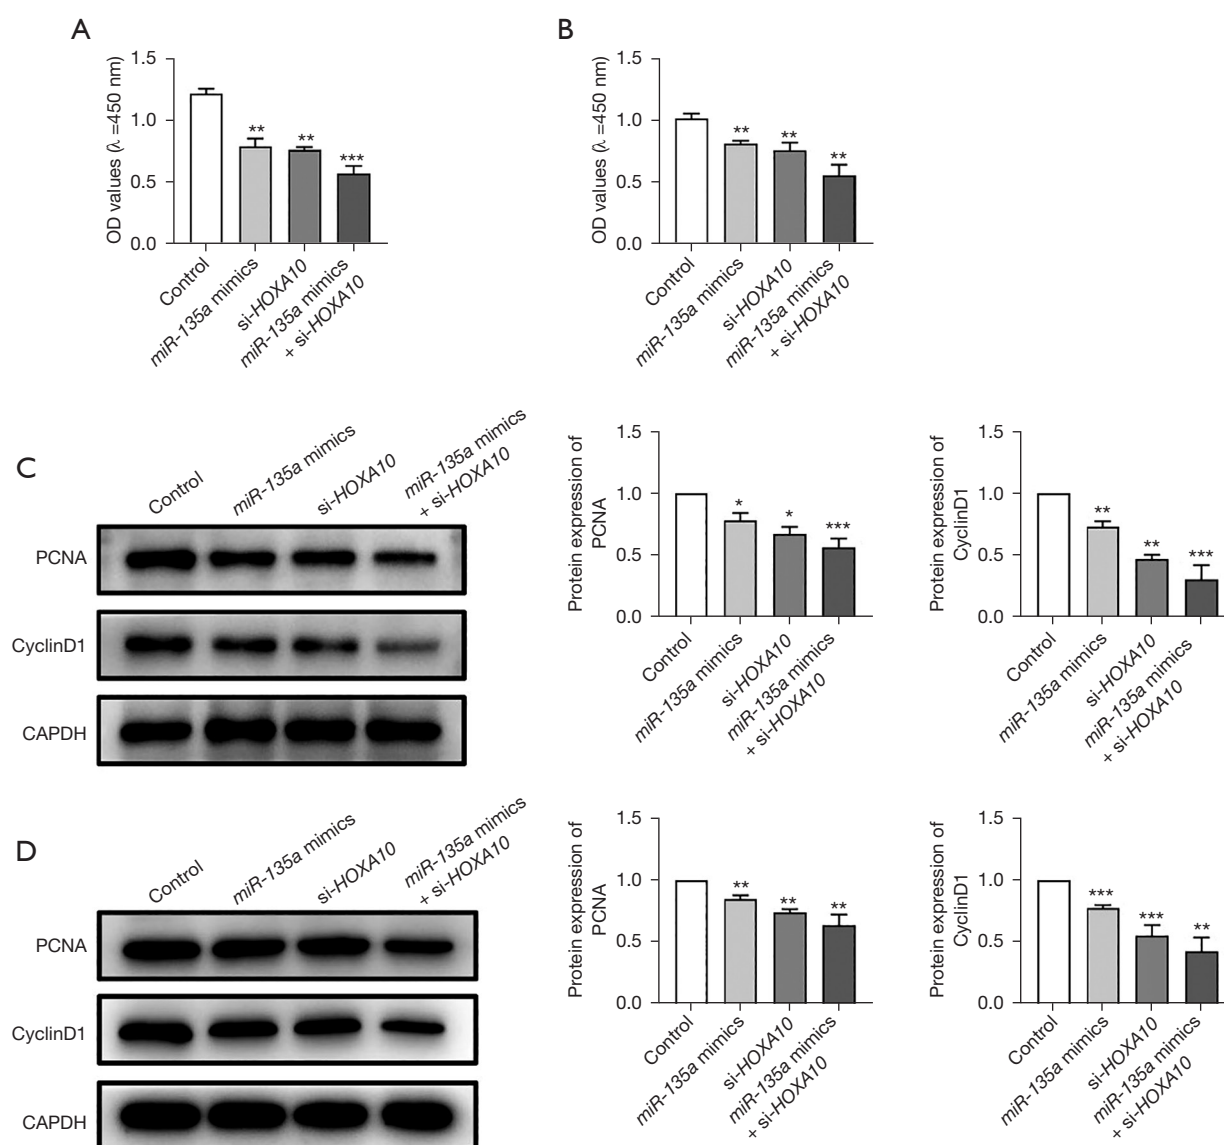 A
OD values (λ =450 nm)
1.5
1.0
0.5
0.0
**
**
***
Control
miR-135a mimics
si-HOXA10
miR-135a mimics
+ si-HOXA10
B
OD values (λ =450 nm)
1.5
1.0
0.5
0.0
**
**
**
Control
miR-135a mimics
si-HOXA10
miR-135a mimics
+ si-HOXA10
C
Control
miR-135a mimics
si-HOXA10
miR-135a mimics
+ si-HOXA10
PCNA
CyclinD1
CAPDH
Protein expression of
PCNA
1.5
1.0
0.5
0.0
*
*
***
Control
miR-135a mimics
si-HOXA10
miR-135a mimics
+ si-HOXA10
Protein expression of
CyclinD1
1.5
1.0
0.5
0.0
**
**
***
Control
miR-135a mimics
si-HOXA10
miR-135a mimics
+ si-HOXA10
D
Control
miR-135a mimics
si-HOXA10
miR-135a mimics
+ si-HOXA10
PCNA
CyclinD1
CAPDH
Protein expression of
PCNA
1.5
1.0
0.5
0.0
**
**
**
Control
miR-135a mimics
si-HOXA10
miR-135a mimics
+ si-HOXA10
Protein expression of
CyclinD1
1.5
1.0
0.5
0.0
***
***
**
Control
miR-135a mimics
si-HOXA10
miR-135a mimics
+ si-HOXA10